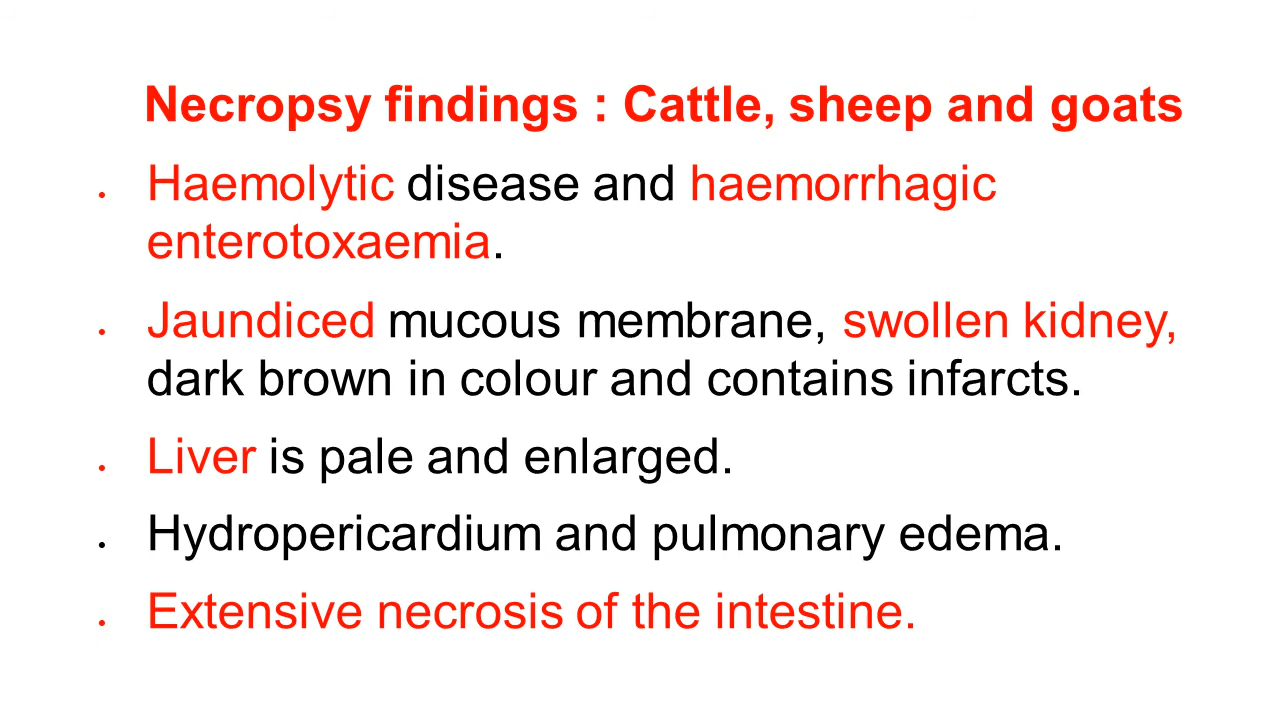 Necropsy findings : Cattle, sheep and goats
• Haemolytic disease and haemorrhagic
enterotoxaemia.
• Jaundiced mucous membrane, swollen kidney,
dark brown in colour and contains infarcts.
• Liver is pale and enlarged.
• Hydropericardium and pulmonary edema.
• Extensive necrosis of the intestine.